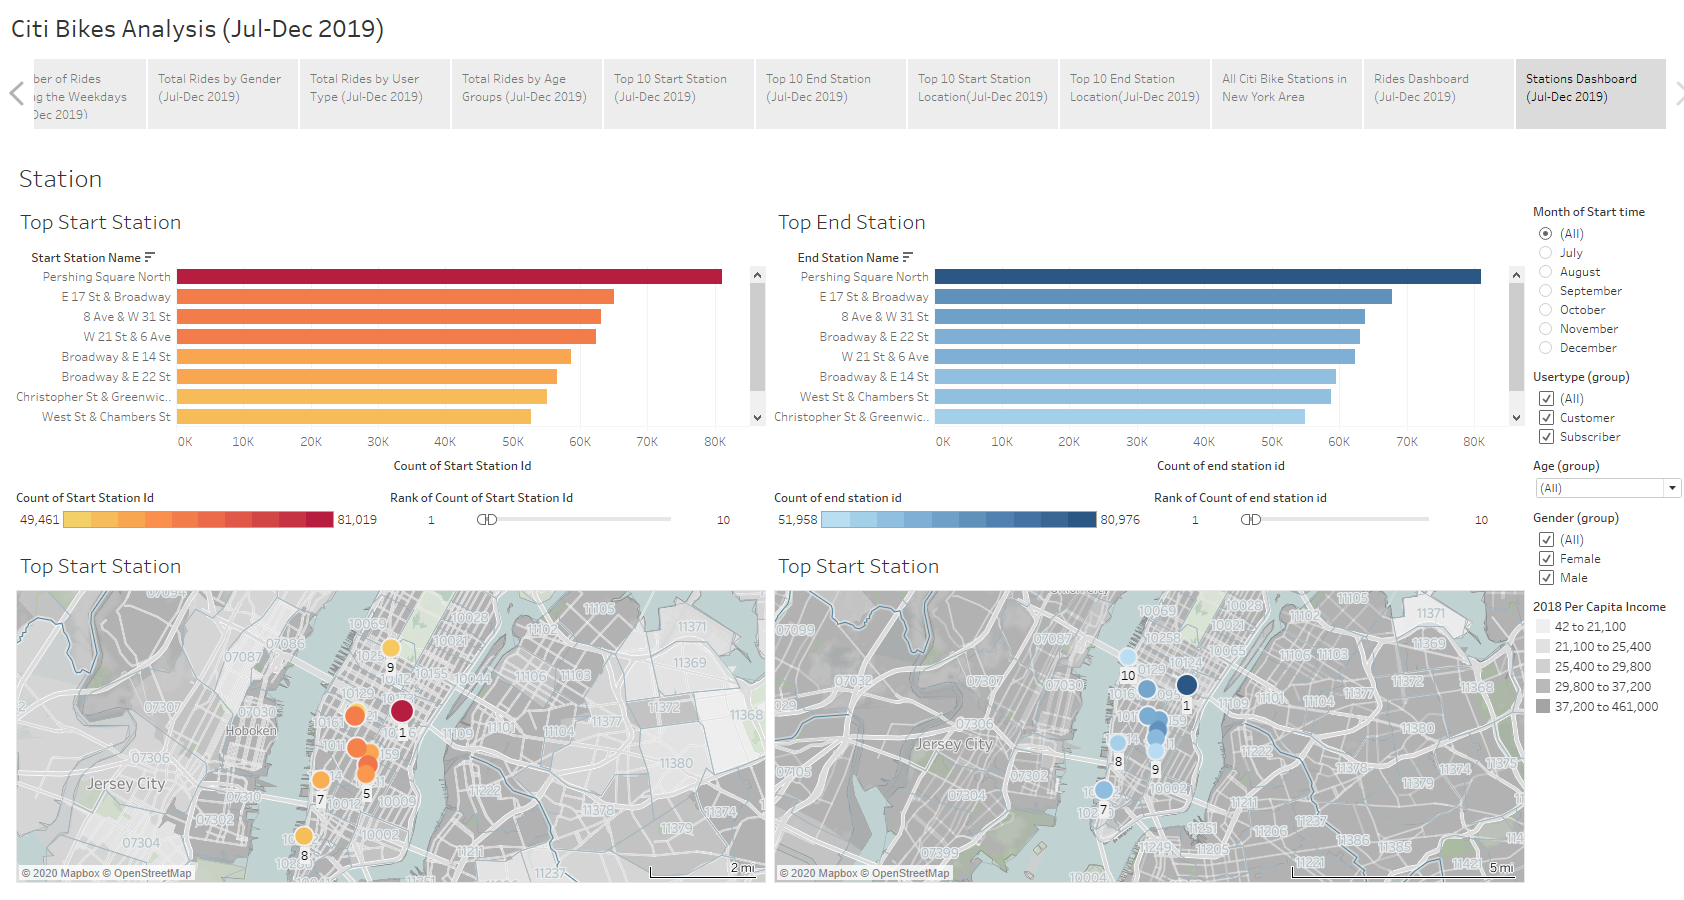 Citi Bikes Analysis (Jul-Dec 2019)
ber of Rides
g the Weekdays
Dec 2019)
Total Rides by Gender
(Jul-Dec 2019)
Total Rides by User
Type (Jul-Dec 2019)
Total Rides by Age
Groups (Jul-Dec 2019)
Top 10 Start Station
(Jul-Dec 2019)
Top 10 End Station
(Jul-Dec 2019)
Top 10 Start Station
Location(Jul-Dec 2019)
Top 10 End Station
Location(Jul-Dec 2019)
All Citi Bike Stations in
New York Area
Rides Dashboard
(Jul-Dec 2019)
Stations Dashboard
(Jul-Dec 2019)
Station
Top Start Station
Start Station Name
Pershing Square North
E 17 St & Broadway
8 Ave & W 31 St
W 21 St & 6 Ave
Broadway & E 14 St
Broadway & E 22 St
Christopher St & Greenwic..
West St & Chambers St
0K 10K 20K 30K 40K 50K 60K 70K 80K
Count of Start Station Id
Top End Station
End Station Name
Pershing Square North
E 17 St & Broadway
8 Ave & W 31 St
Broadway & E 22 St
W 21 St & 6 Ave
Broadway & E 14 St
West St & Chambers St
Christopher St & Greenwic..
0K 10K 20K 30K 40K 50K 60K 70K 80K
Count of end station id
Count of Start Station Id
49,461 81,019
Rank of Count of Start Station Id
1 10
Count of end station id
51,958 80,976
Rank of Count of end station id
1 10
Top Start Station
10069 10028 11105
07086 10021 11102 11371
07087 9 11369
10155 10044 11106 11103
07307 07030 10129 11372 11368
Hoboken 1 11101 11377
07306 11109 11104
Jersey City 11380
07310 7 5 11222
07302 10012 10009 11378 11374
07304 10002 11379
8 11211
11237
© 2020 Mapbox © OpenStreetMap
2 mi
Top Start Station
10069 10028 11105 11371
07099 07087 10021 11102 11369
10065 11106 11103
07032 07307 07030 10 10124 11372 11368
1 11109 11101 11104 11377
07306 11380
Jersey City 8 9 11222
07105 07302 11378 11374 11375
07304 7 10002 11379
11211
11251 11237
11206 11386 11385
07399 11249 11205
11221 11421
10004
© 2020 Mapbox © OpenStreetMap
5 mi
Month of Start time
(All)
July
August
September
October
November
December
Usertype (group)
(All)
Customer
Subscriber
Age (group)
(All)
Gender (group)
(All)
Female
Male
2018 Per Capita Income
42 to 21,100
21,100 to 25,400
25,400 to 29,800
29,800 to 37,200
37,200 to 461,000